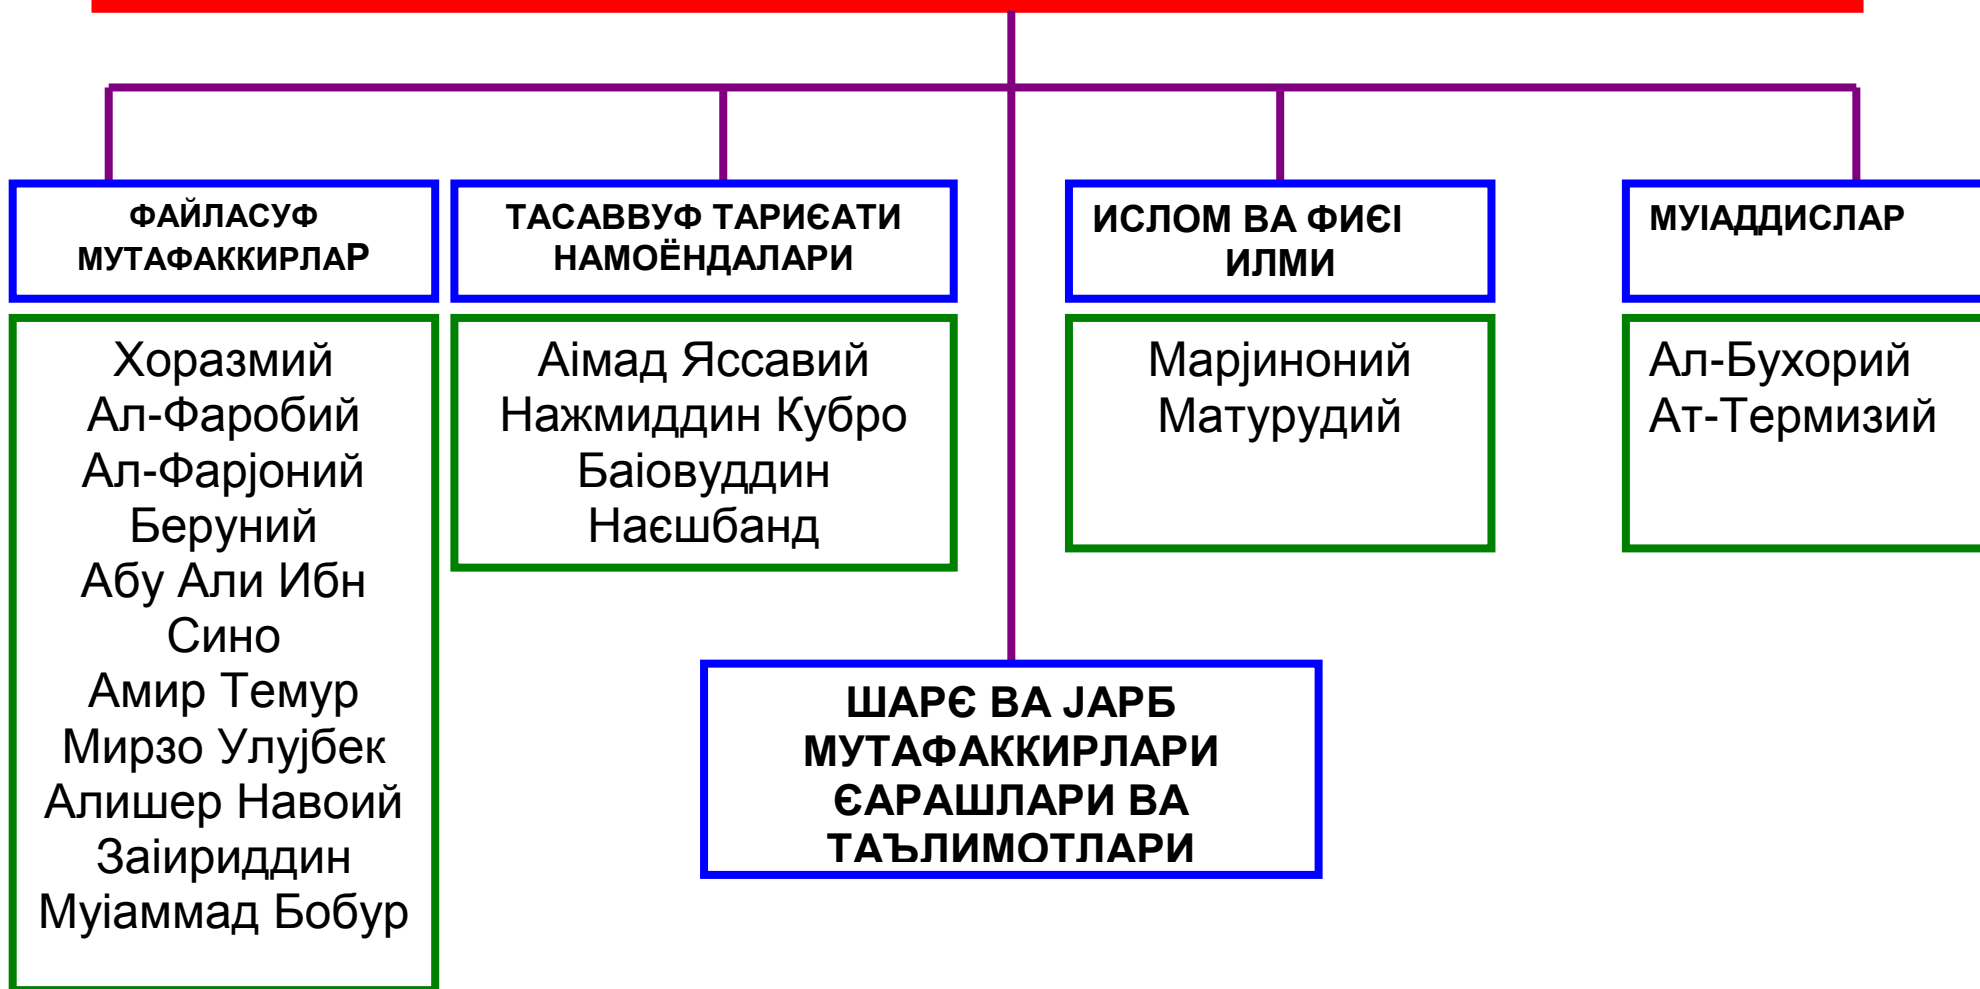 ФАЙЛАСУФ
МУТАФАККИРЛАР
Хоразмий
Ал-Фаробий
Ал-Фарјоний
Беруний
Абу Али Ибн
Сино
Амир Темур
Мирзо Улујбек
Алишер Навоий
Заіириддин
Муіаммад Бобур
ТАСАВВУФ ТАРИЄАТИ
НАМОЁНДАЛАРИ
Аімад Яссавий
Нажмиддин Кубро
Баіовуддин
Наєшбанд
ИСЛОМ ВА ФИЄІ
ИЛМИ
Марјиноний
Матурудий
МУІАДДИСЛАР
Ал-Бухорий
Ат-Термизий
ШАРЄ ВА ЈАРБ
МУТАФАККИРЛАРИ
ЄАРАШЛАРИ ВА
ТАЪЛИМОТЛАРИ